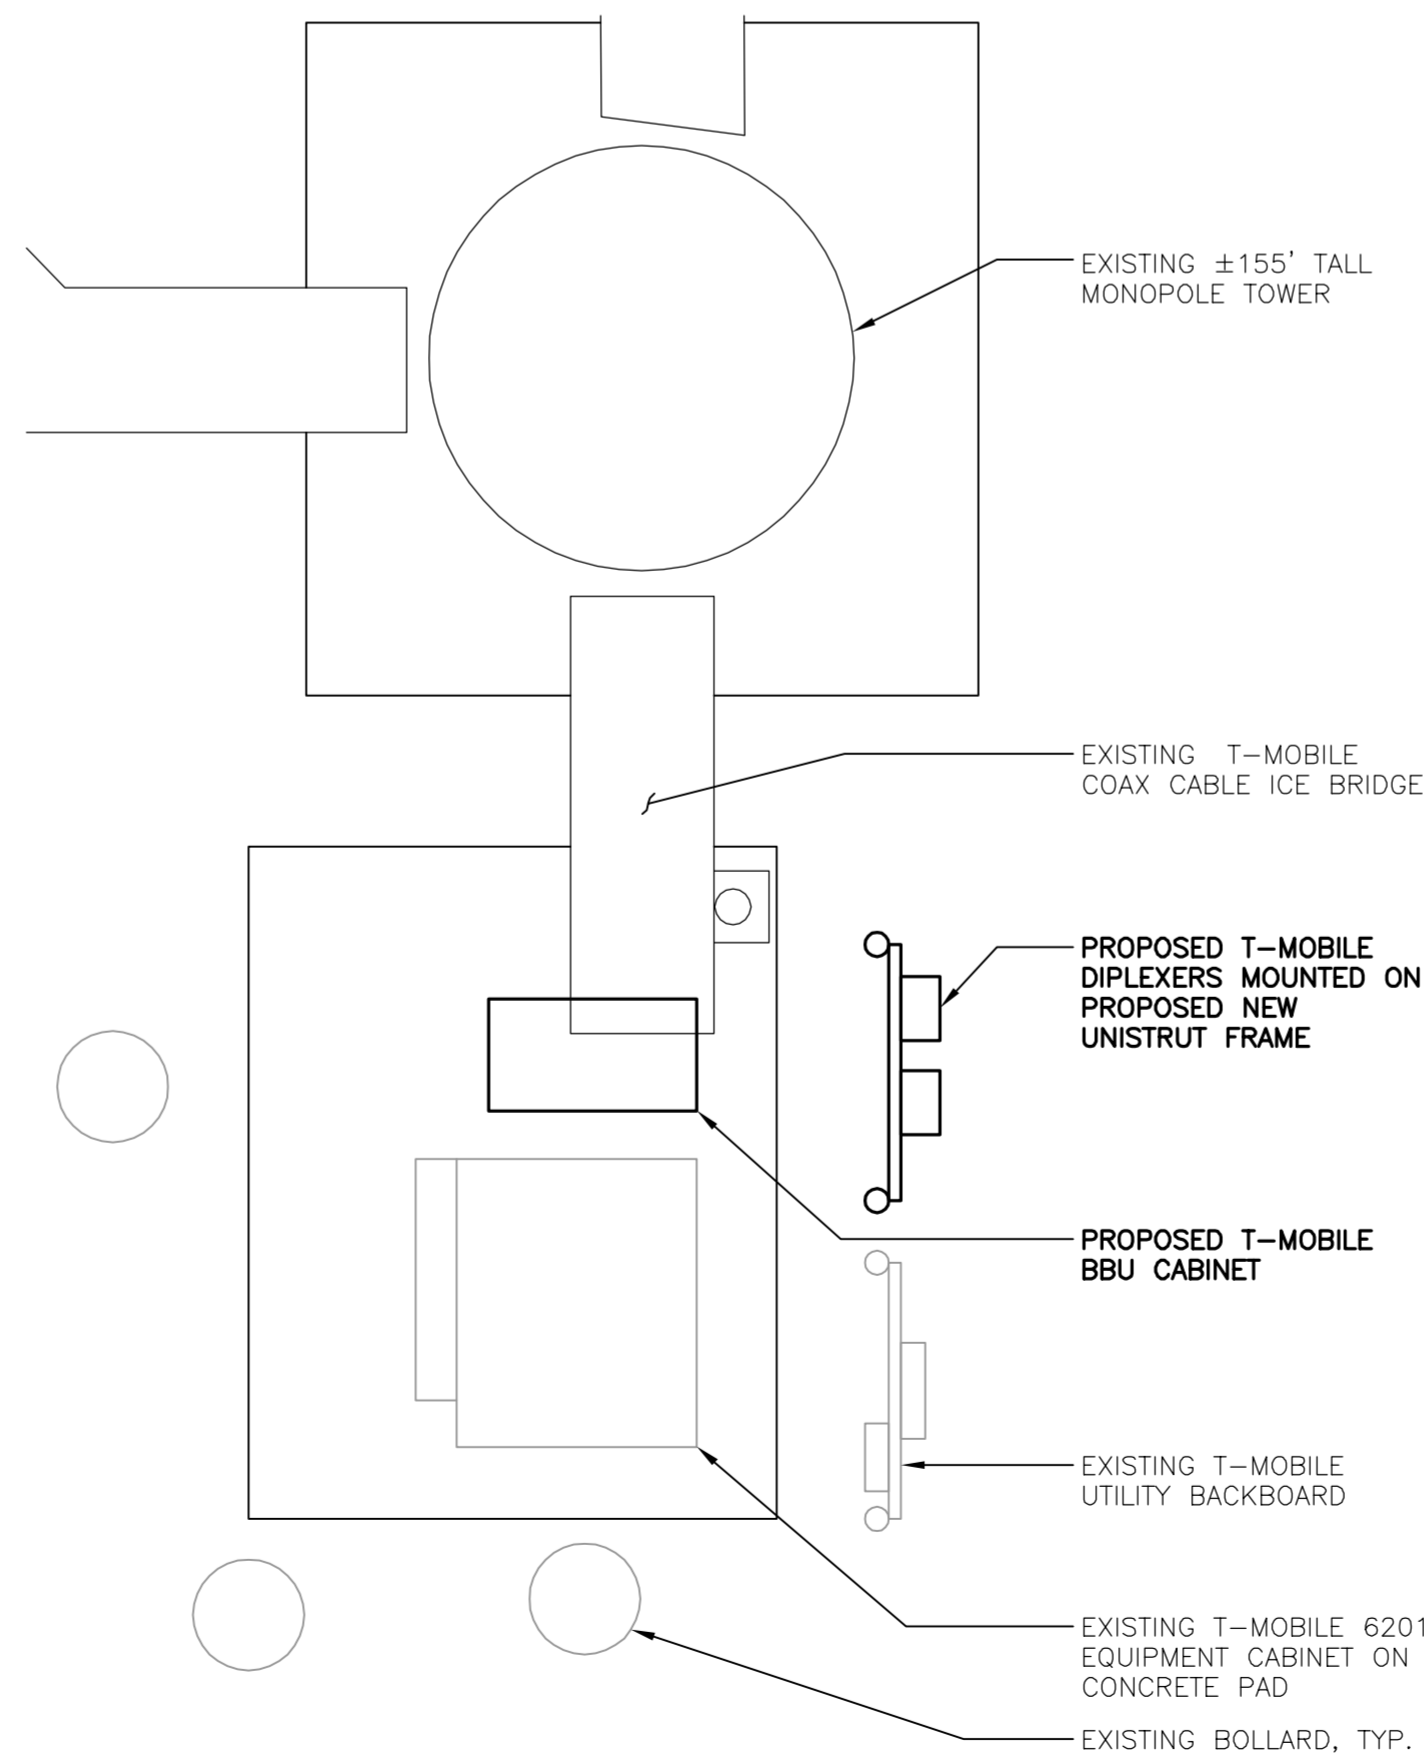 EXISTING ±155' TALL
MONOPOLE TOWER
EXISTING T-MOBILE
COAX CABLE ICE BRIDGE
PROPOSED T-MOBILE
DIPLEXERS MOUNTED ON
PROPOSED NEW
UNISTRUT FRAME
PROPOSED T-MOBILE
BBU CABINET
EXISTING T-MOBILE
UTILITY BACKBOARD
EXISTING T-MOBILE 6201
EQUIPMENT CABINET ON
CONCRETE PAD
EXISTING BOLLARD, TYP.